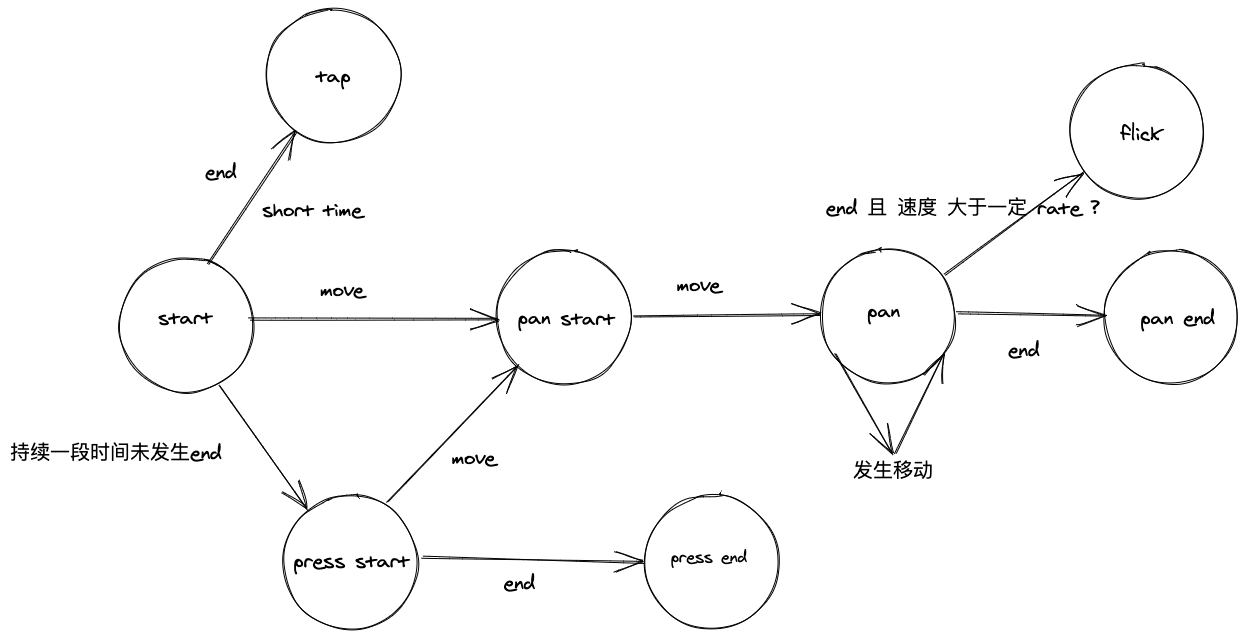 tap
flick
end
short time
end 且 速度 大于一定 rate ?
start
move
pan start
move
pan
pan end
end
持续一段时间未发生end
move
发生移动
press start
end
press end